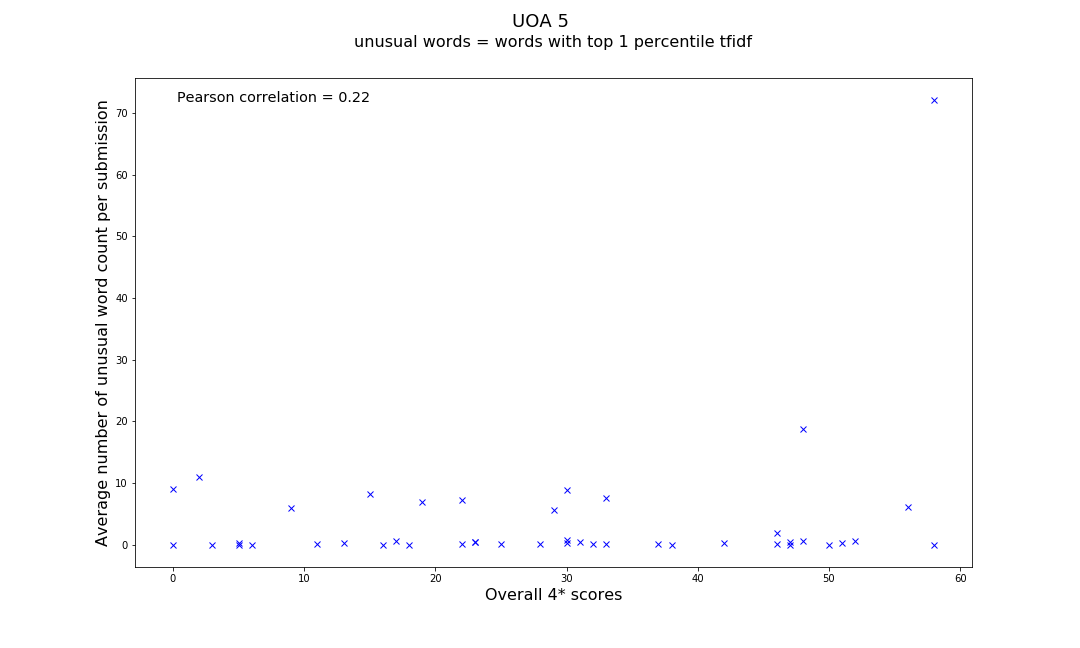 UOA 5
unusual words = words with top 1 percentile tfidf
Pearson correlation = 0.22
Average number of unusual word count per submission
70
60
50
40
30
20
10
0
0 10 20 30 40 50 60
Overall 4* scores